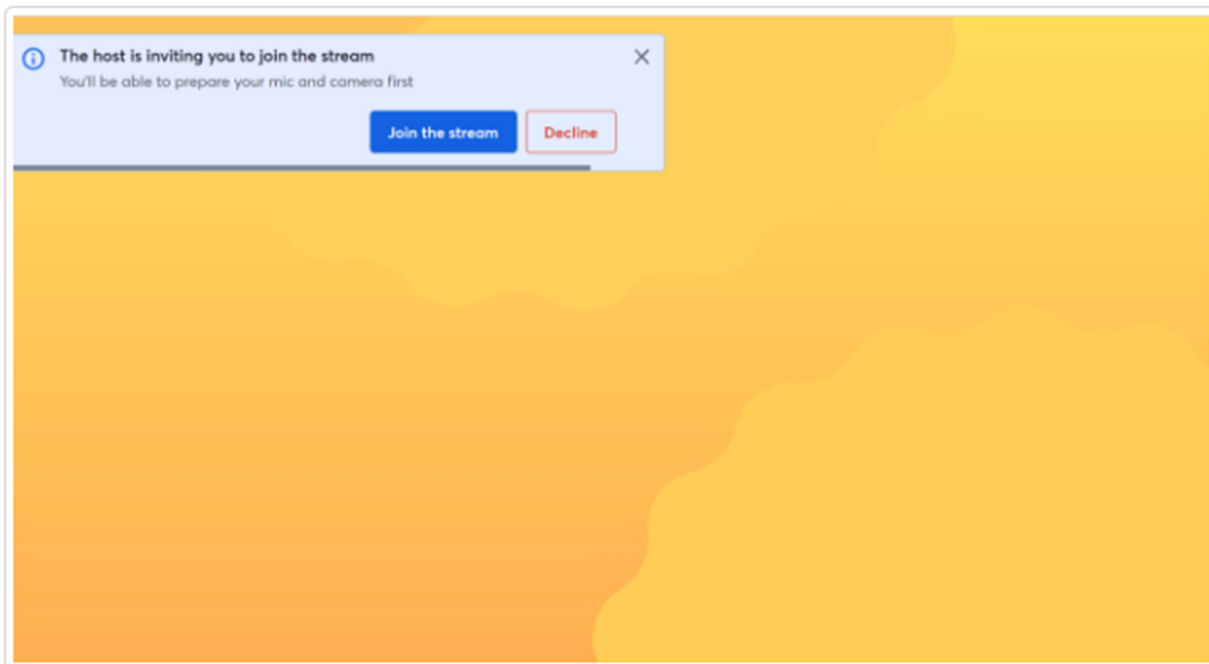 The host is inviting you to join the stream
You'll be able to prepare your mic and camera first
Join the stream
Decline